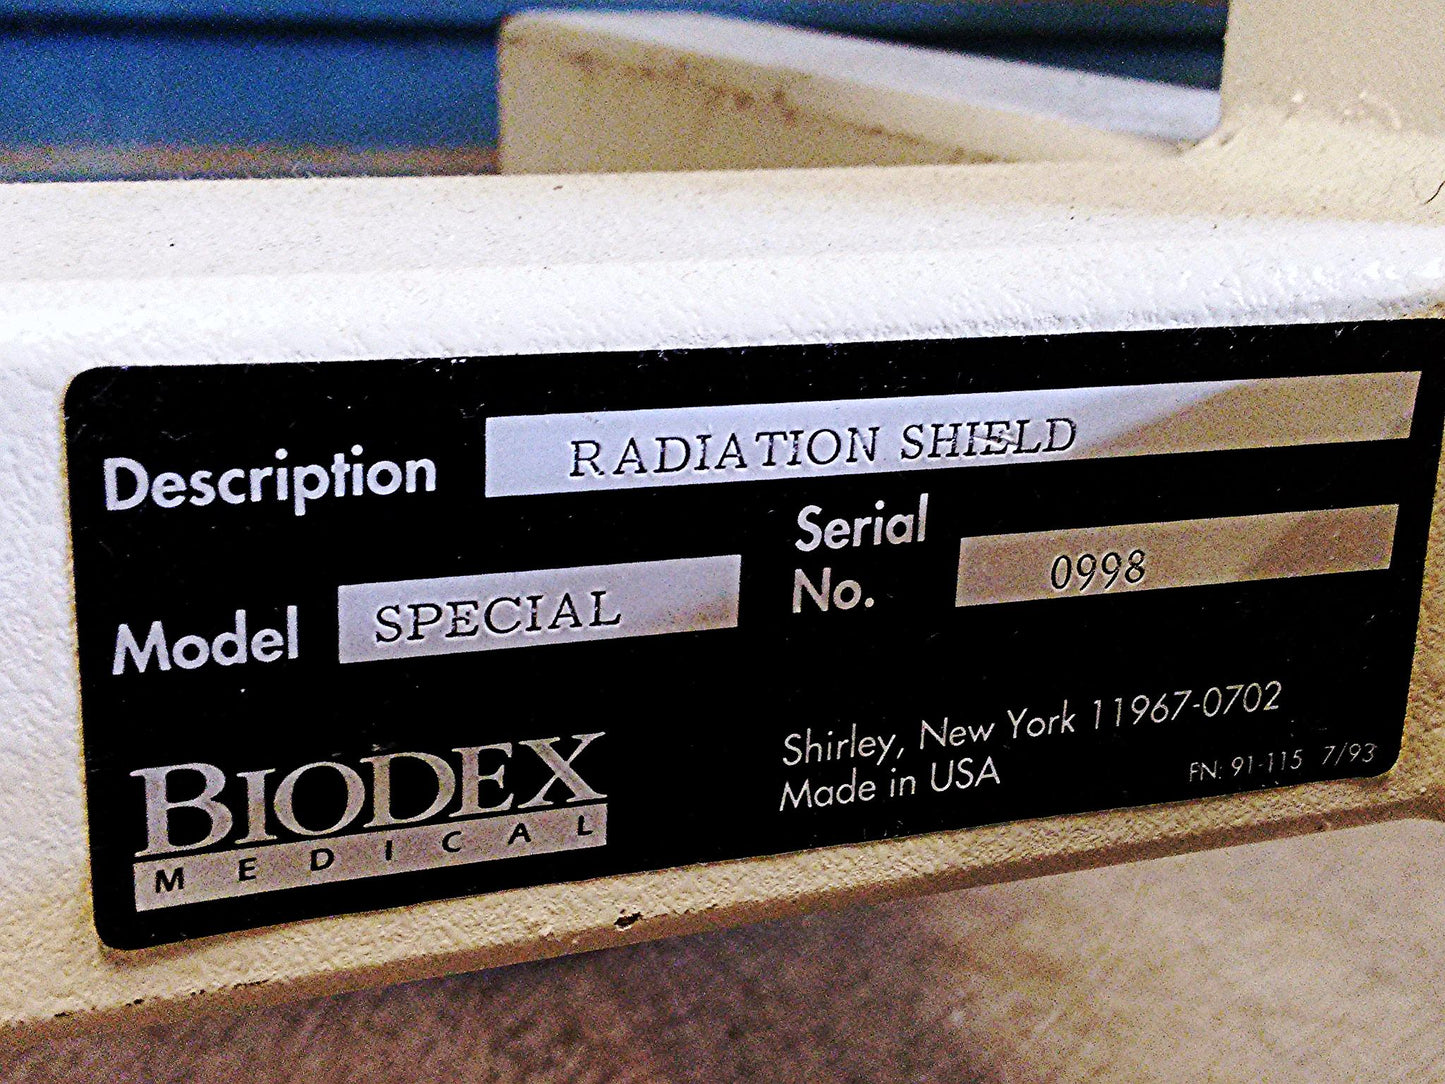 Description RADIATION SHIELD
Model SPECIAL Serial No. 0998
BIODEX
MEDICAL
Shirley, New York 11967-0702
Made in USA
FN: 91-115 7/93